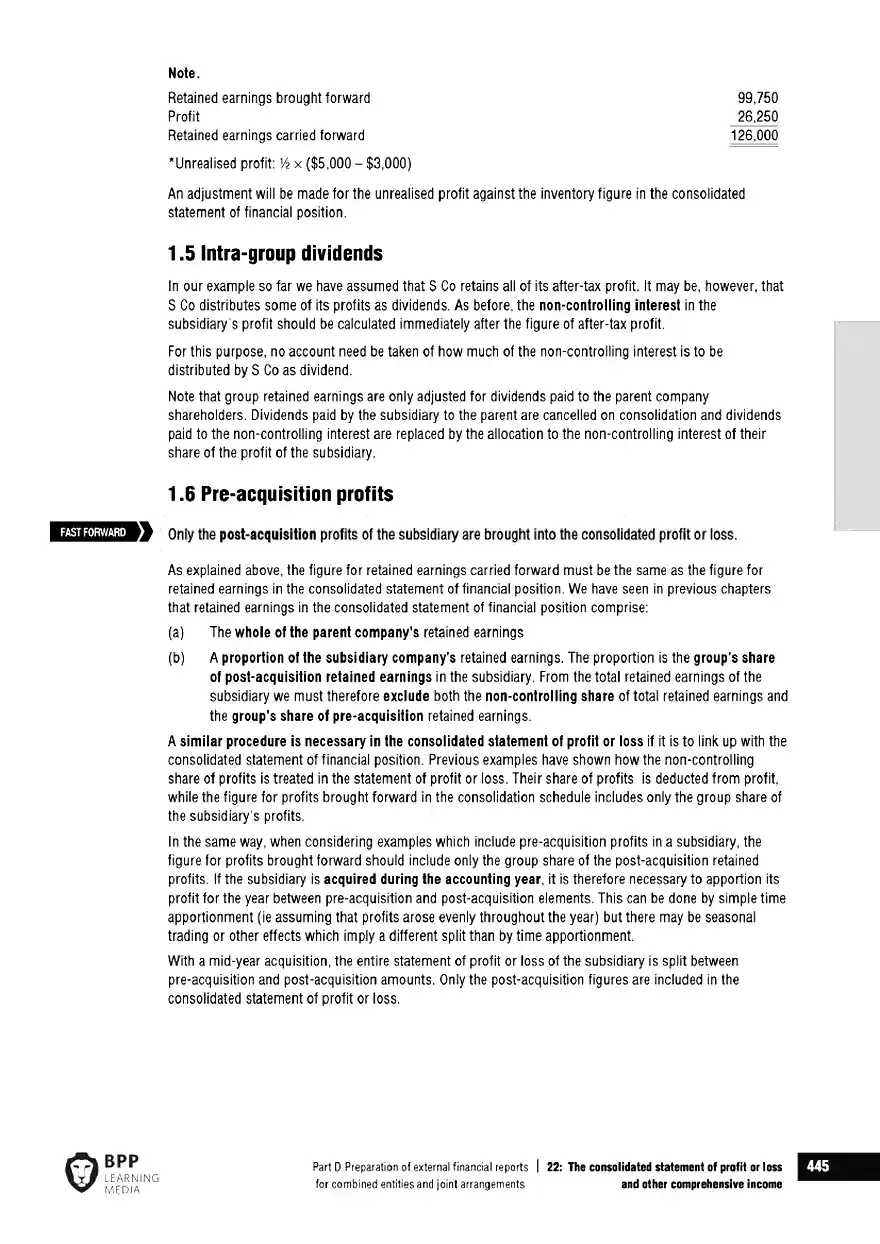 Note.
Retained earnings brought forward 99,750
Profit 26,250
Retained earnings carried forward 126,000
*Unrealised profit: ½ × ($5,000 – $3,000)
An adjustment will be made for the unrealised profit against the inventory figure in the consolidated
statement of financial position.
1.5 Intra-group dividends
In our example so far we have assumed that S Co retains all of its after-tax profit. It may be, however, that
S Co distributes some of its profits as dividends. As before, the non-controlling interest in the
subsidiary's profit should be calculated immediately after the figure of after-tax profit.
For this purpose, no account need be taken of how much of the non-controlling interest is to be
distributed by S Co as dividend.
Note that group retained earnings are only adjusted for dividends paid to the parent company
shareholders. Dividends paid by the subsidiary to the parent are cancelled on consolidation and dividends
paid to the non-controlling interest are replaced by the allocation to the non-controlling interest of their
share of the profit of the subsidiary.
1.6 Pre-acquisition profits
FAST FORWARD
Only the post-acquisition profits of the subsidiary are brought into the consolidated profit or loss.
As explained above, the figure for retained earnings carried forward must be the same as the figure for
retained earnings in the consolidated statement of financial position. We have seen in previous chapters
that retained earnings in the consolidated statement of financial position comprise:
(a) The whole of the parent company's retained earnings
(b) A proportion of the subsidiary company's retained earnings. The proportion is the group's share
of post-acquisition retained earnings in the subsidiary. From the total retained earnings of the
subsidiary we must therefore exclude both the non-controlling share of total retained earnings and
the group's share of pre-acquisition retained earnings.
A similar procedure is necessary in the consolidated statement of profit or loss if it is to link up with the
consolidated statement of financial position. Previous examples have shown how the non-controlling
share of profits is treated in the statement of profit or loss. Their share of profits is deducted from profit,
while the figure for profits brought forward in the consolidation schedule includes only the group share of
the subsidiary's profits.
In the same way, when considering examples which include pre-acquisition profits in a subsidiary, the
figure for profits brought forward should include only the group share of the post-acquisition retained
profits. If the subsidiary is acquired during the accounting year, it is therefore necessary to apportion its
profit for the year between pre-acquisition and post-acquisition elements. This can be done by simple time
apportionment (ie assuming that profits arose evenly throughout the year) but there may be seasonal
trading or other effects which imply a different split than by time apportionment.
With a mid-year acquisition, the entire statement of profit or loss of the subsidiary is split between
pre-acquisition and post-acquisition amounts. Only the post-acquisition figures are included in the
consolidated statement of profit or loss.
BPP
LEARNING
MEDIA
Part D Preparation of external financial reports | 22: The consolidated statement of profit or loss 445
for combined entities and joint arrangements and other comprehensive income